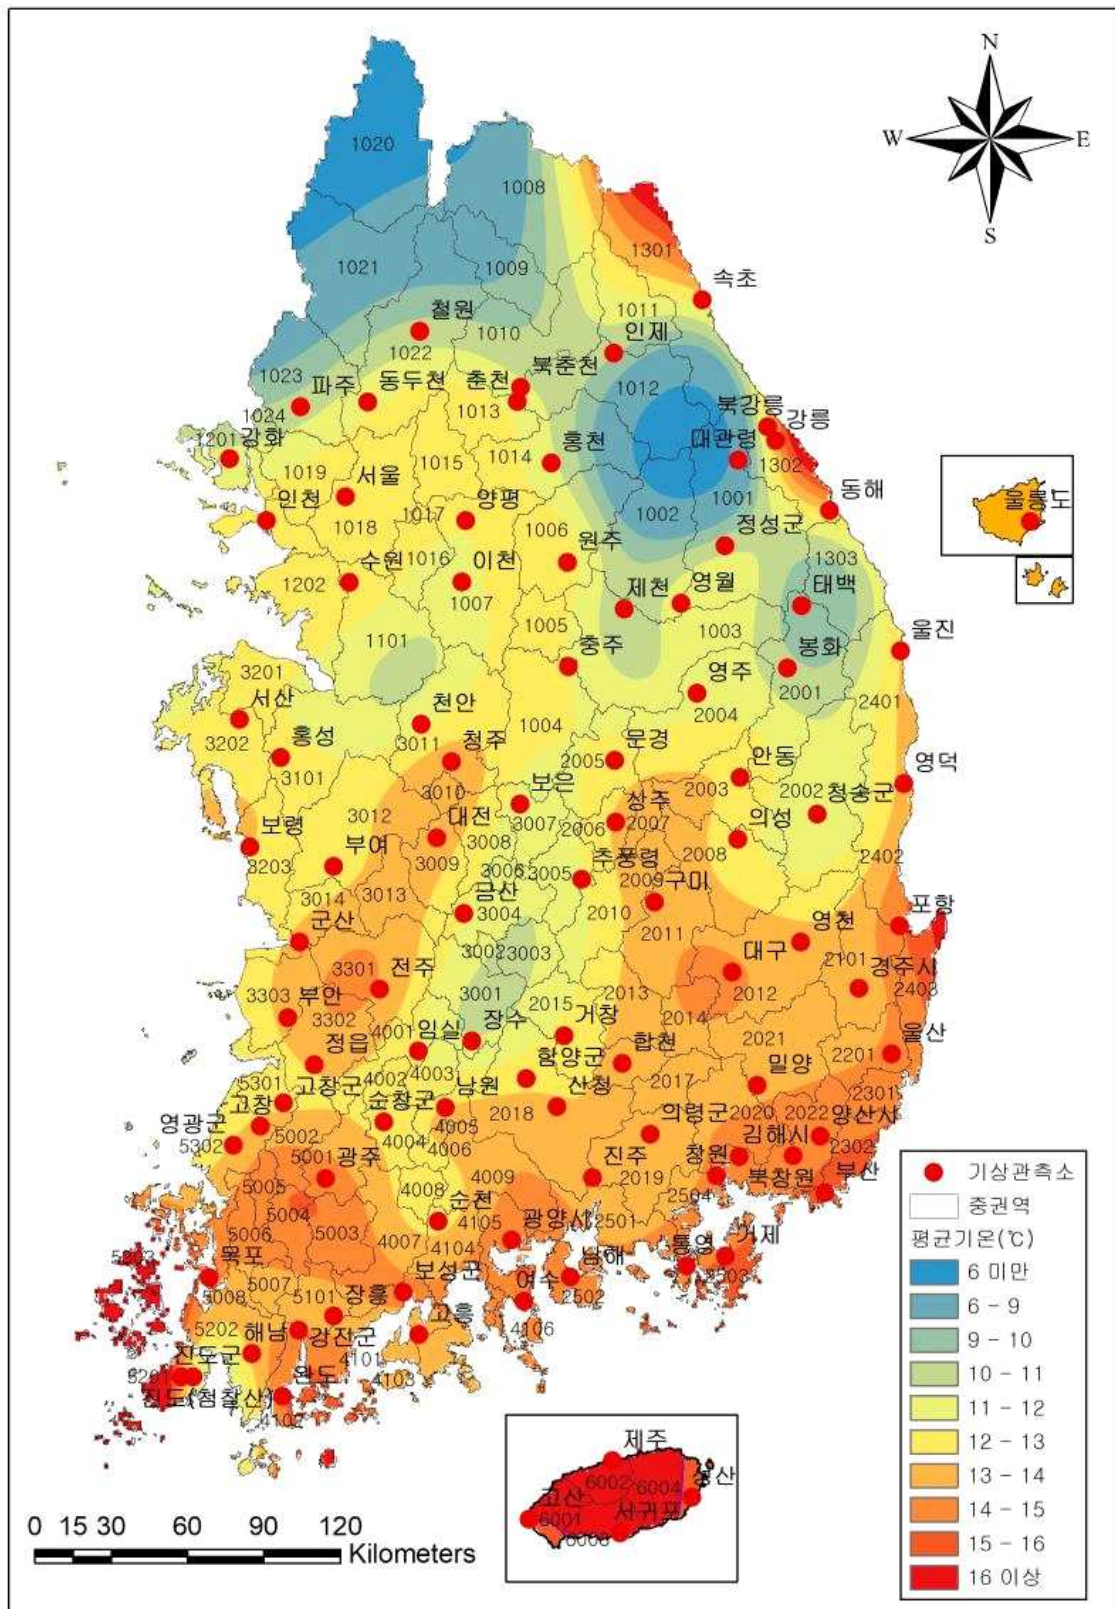 N
W E
S
1020
1008
1301
1021
1009
속초
1011
철원
1010
인제
1022
북춘천
1012
1023
파주
동두천
춘천
1024
1013
북강릉
강릉
1201
강화
홍천
대관령
1014
1015
1302
1019
서울
1001
동해
울릉도
인천
1017
양평
1002
1018
1006
정성군
원주
1303
수원
1016
이천
1202
1007
제천
영월
태백
1005
1003
1101
울진
충주
봉화
3201
영주
2001
서산
2004
2401
천안
3202
1004
3011
홍성
청주
문경
3101
2005
안동
영덕
3010
보은
2003
2002
청송군
상주
3012
대전
3007
2006
2007
의성
보령
부여
3008
2008
2402
3203
3009
추풍령
3006
3005
2009
구미
3014
3013
금산
3004
2010
포항
군산
2011
영천
3002
3003
대구
2101
경주시
3301
전주
3303
부안
3001
2013
2012
2403
2015
3302
2014
4001
임실
장수
거창
울산
정읍
2021
함양군
합천
2201
4003
5301
4002
밀양
고창군
남원
산청
2017
2301
순창군
고창
2018
의령군
2020
2022
양산시
영광군
4005
5302
5002
4004
4006
김해시
2302
5001
광주
창원
진주
북창원
부산
5005
4009
2019
4008
2504
5004
순천
5006
5003
4105
광양시
2501
목포
4007
4104
통영
거제
5303
보성군
남해
5007
여수
2503
5008
장흥
2502
5101
고흥
4106
5202
해남
강진군
진도군
4101
5201
4103
완도
진도(첨찰산)
4102
제주
6002
6004
성산
고산
서귀포
6001
0 15 30 60 90 120
Kilometers
기상관측소
중권역
평균기온(℃)
6 미만
6 - 9
9 - 10
10 - 11
11 - 12
12 - 13
13 - 14
14 - 15
15 - 16
16 이상